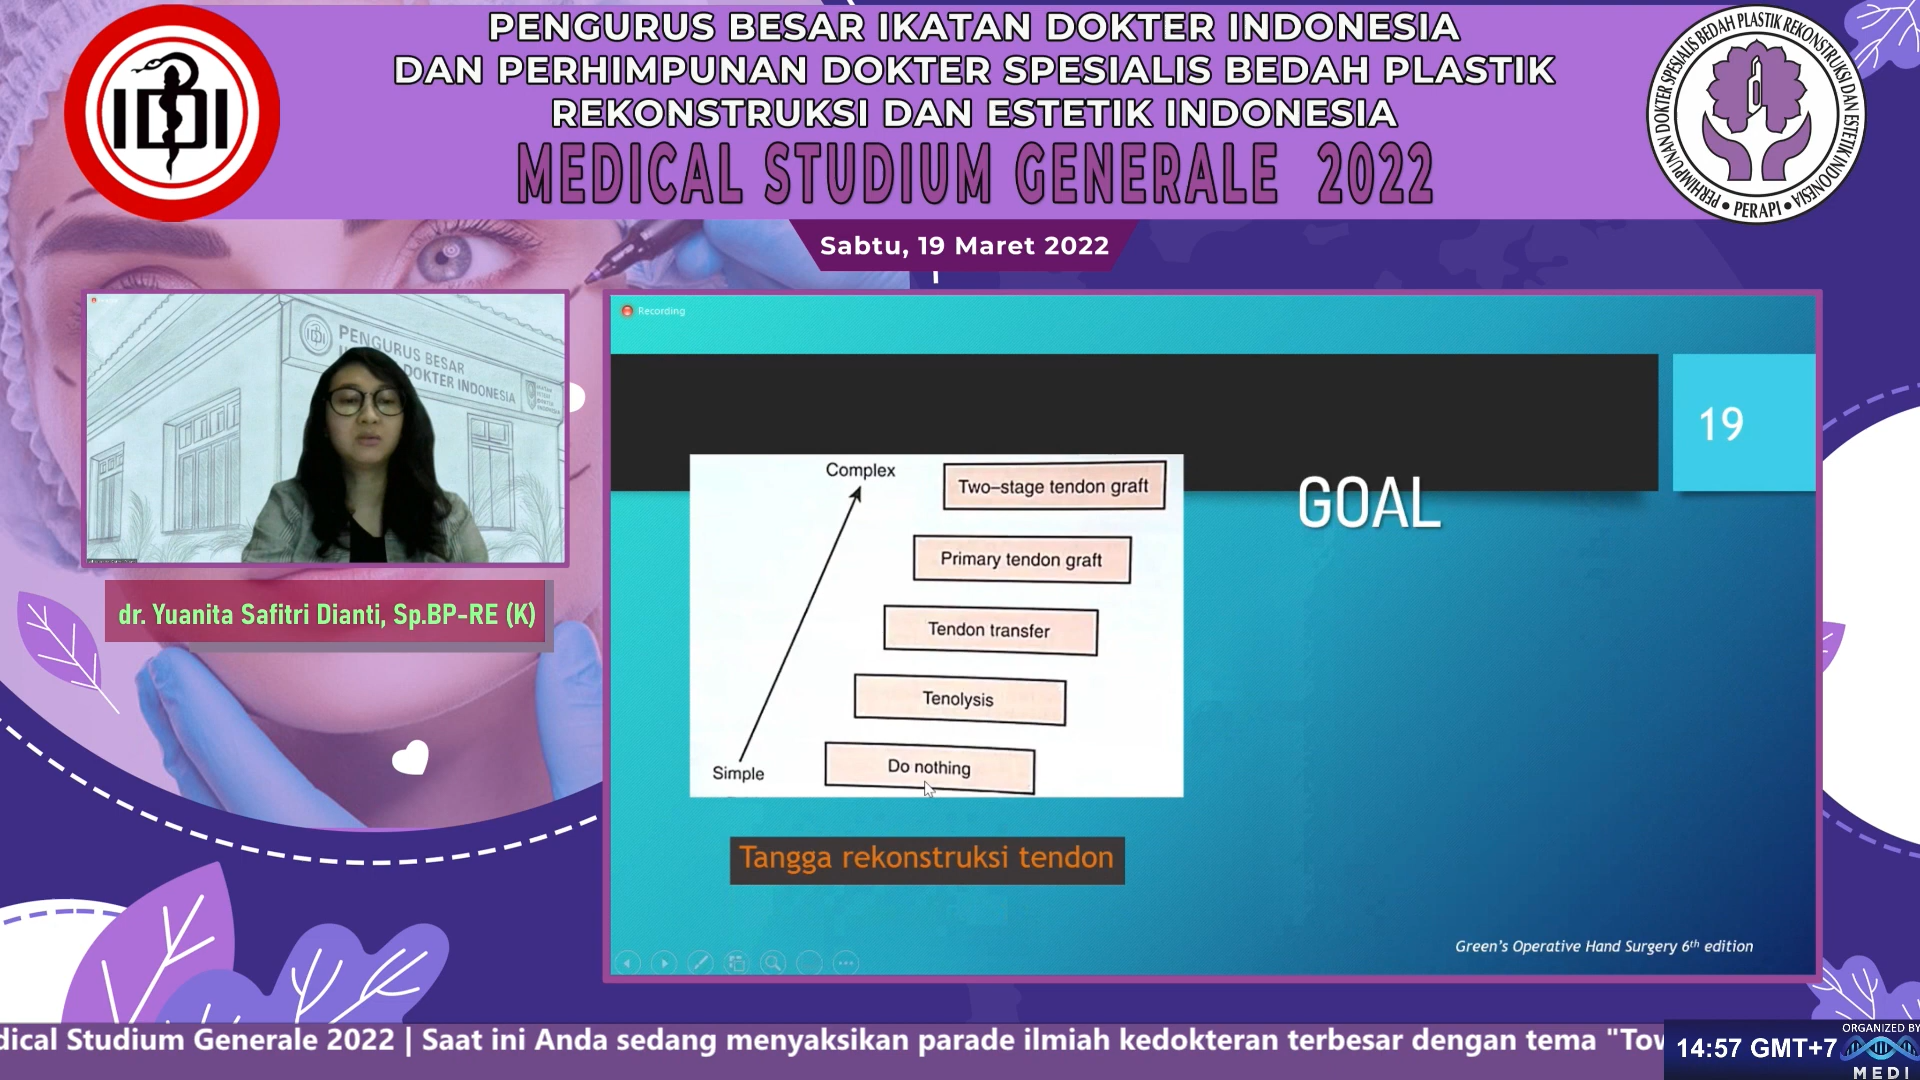 PENGURUS BESAR IKATAN DOKTER INDONESIA
DAN PERHIMPUNAN DOKTER SPESIALIS BEDAH PLASTIK
REKONSTRUKSI DAN ESTETIK INDONESIA
MEDICAL STUDIUM GENERALE 2022
Sabtu, 19 Maret 2022
IDI
PERHIMPUNAN DOKTER SPESIALIS BEDAH PLASTIK REKONSTRUKSI DAN ESTETIK INDONESIA
• PERAPI •
PENGURUS BESAR
DOKTER INDONESIA
dr. Yuanita Safitri Dianti, Sp.BP-RE (K)
Recording
19
GOAL
Complex
Two–stage tendon graft
Primary tendon graft
Tendon transfer
Tenolysis
Do nothing
Simple
Tangga rekonstruksi tendon
Green's Operative Hand Surgery 6th edition
dical Studium Generale 2022 | Saat ini Anda sedang menyaksikan parade ilmiah kedokteran terbesar dengan tema "Tow
14:57 GMT+7
ORGANIZED BY
MEDI